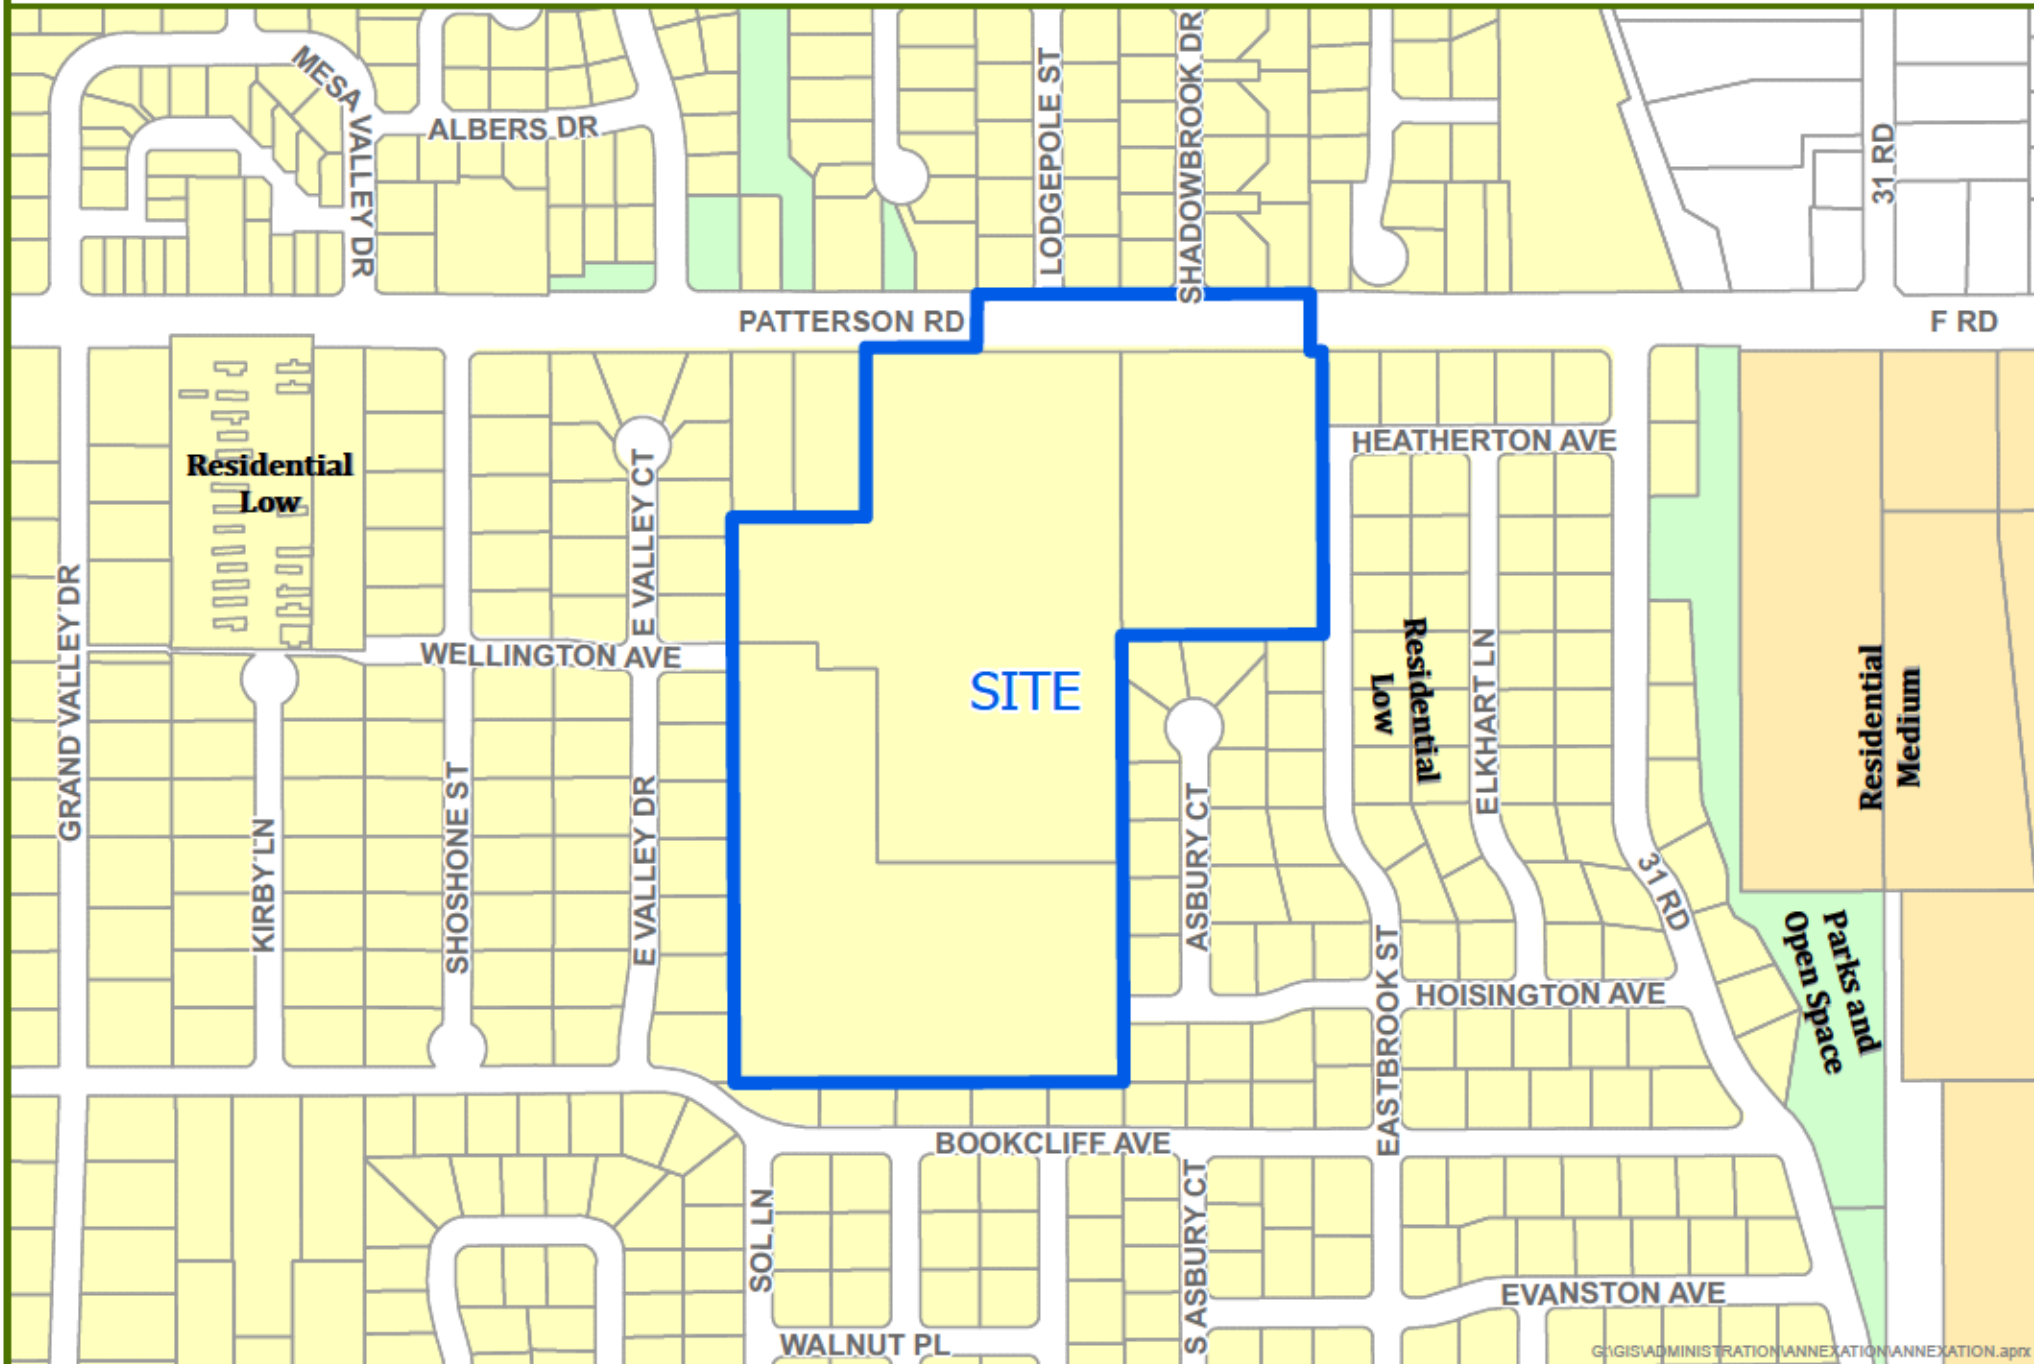 MESA VALLEY DR
ALBERS DR
LODGEPOLE ST
SHADOWBROOK DR
31 RD
PATTERSON RD
F RD
Residential
Low
HEATHERTON AVE
E VALLEY CT
GRAND VALLEY DR
WELLINGTON AVE
SITE
Residential
Low
ELKHART LN
Residential
Medium
KIRBY LN
SHOSHONE ST
E VALLEY DR
ASBURY CT
31 RD
EASTBROOK ST
HOISINGTON AVE
Parks and
Open Space
BOOKCLIFF AVE
SOL LN
S ASBURY CT
EVANSTON AVE
WALNUT PL
G:\GIS\ADMINISTRATION\ANNEXATION\ANNEXATION.aprx